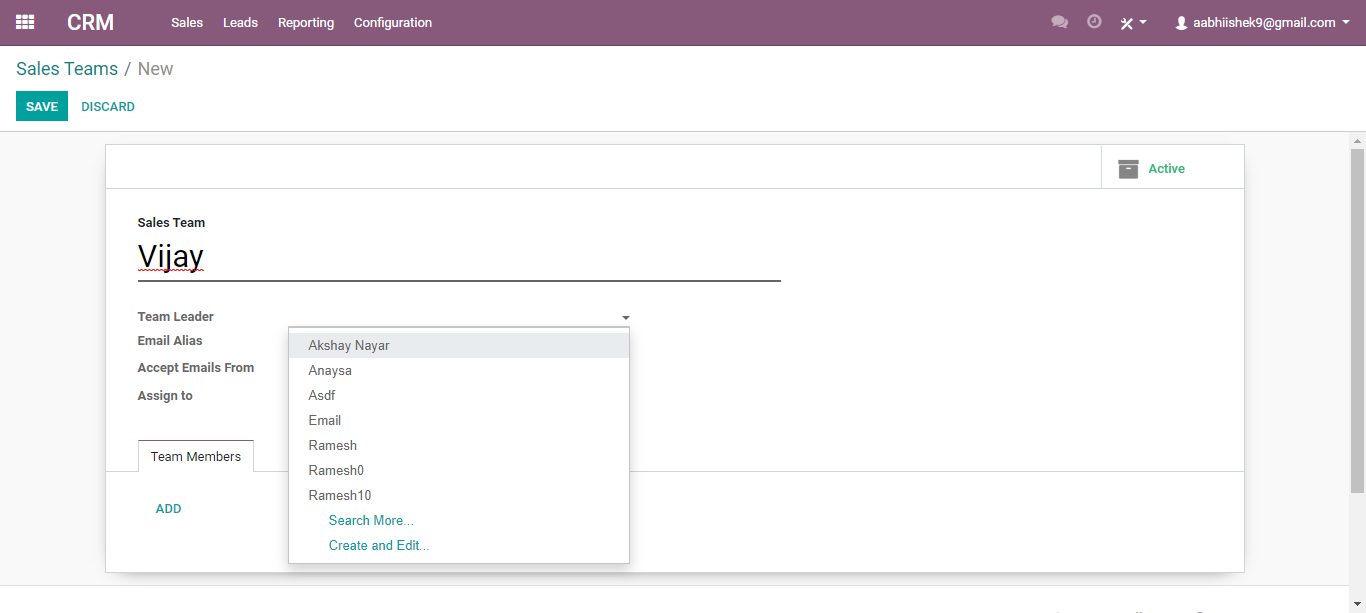 CRM Sales Leads Reporting Configuration aabhiishek9@gmail.com
Sales Teams / New
SAVE DISCARD
Active
Sales Team
Vijay
Team Leader
Email Alias
Accept Emails From
Assign to
Akshay Nayar
Anaysa
Asdf
Email
Ramesh
Ramesh0
Ramesh10
Search More...
Create and Edit...
Team Members
ADD